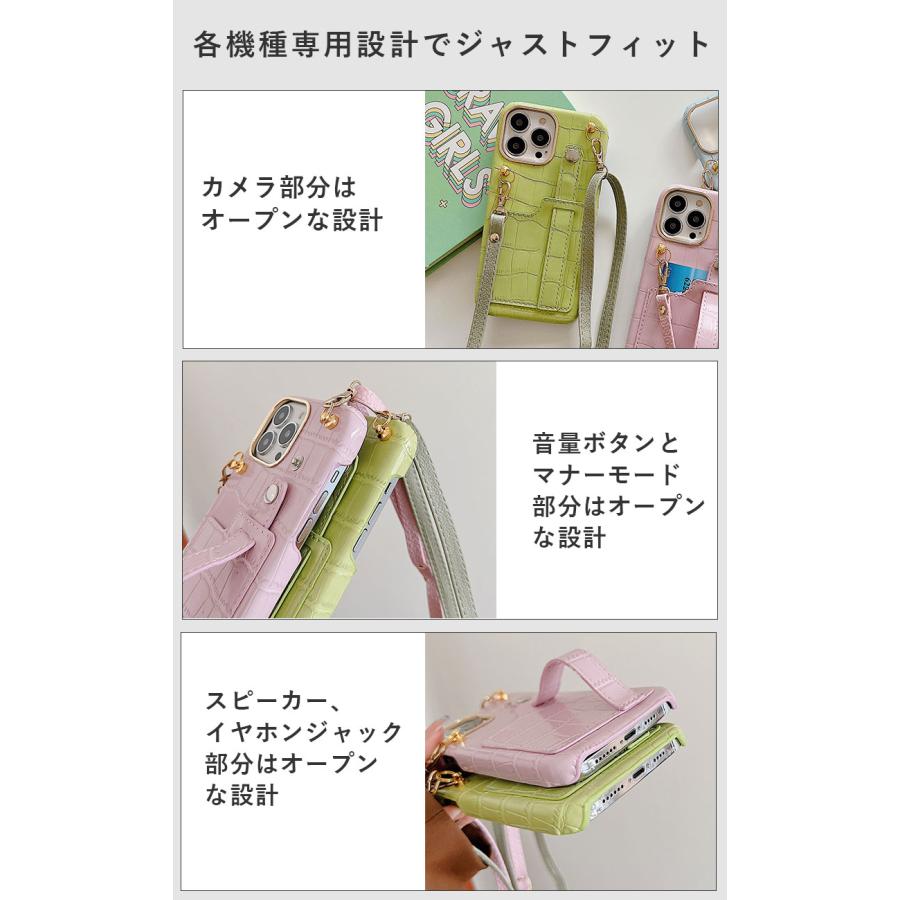 各機種専用設計でジャストフィット
カメラ部分は
オープンな設計
GIRLS
音量ボタンと
マナーモード
部分はオープン
な設計
スピーカー、
イヤホンジャック
部分はオープン
な設計